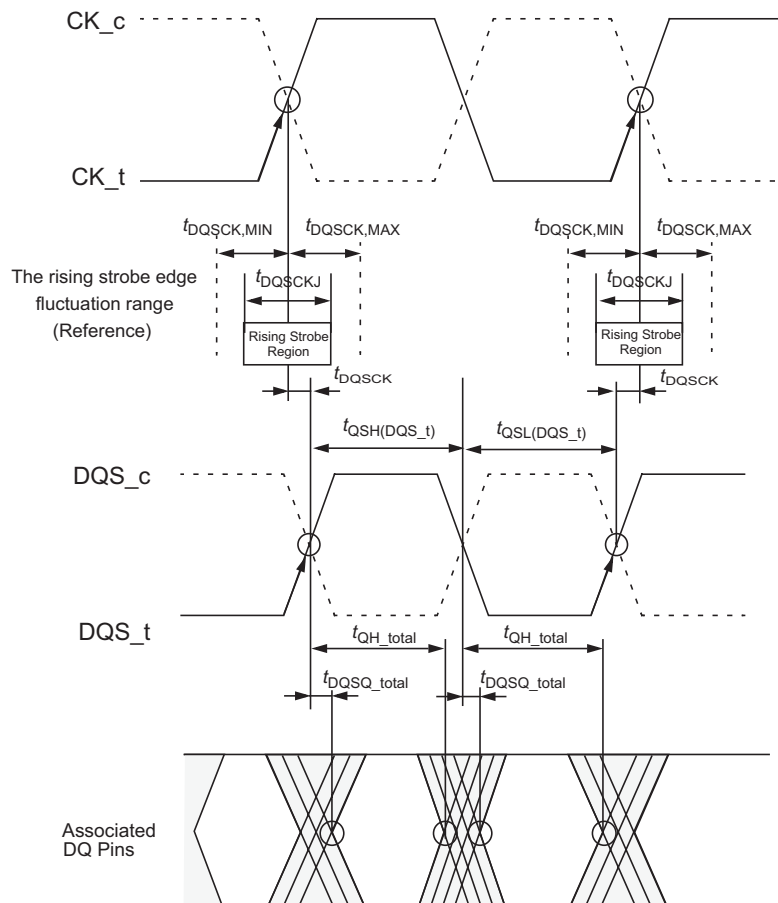 CK_c
CK_t
tDQSCK,MIN tDQSCK,MAX tDQSCK,MIN tDQSCK,MAX
The rising strobe edge
fluctuation range
(Reference)
tDQSCKJ tDQSCKJ
Rising Strobe
Region
Rising Strobe
Region
tDQSCK tDQSCK
tQSH(DQS_t) tQSL(DQS_t)
DQS_c
DQS_t
tQH_total tQH_total
tDQSQ_total tDQSQ_total
Associated
DQ Pins